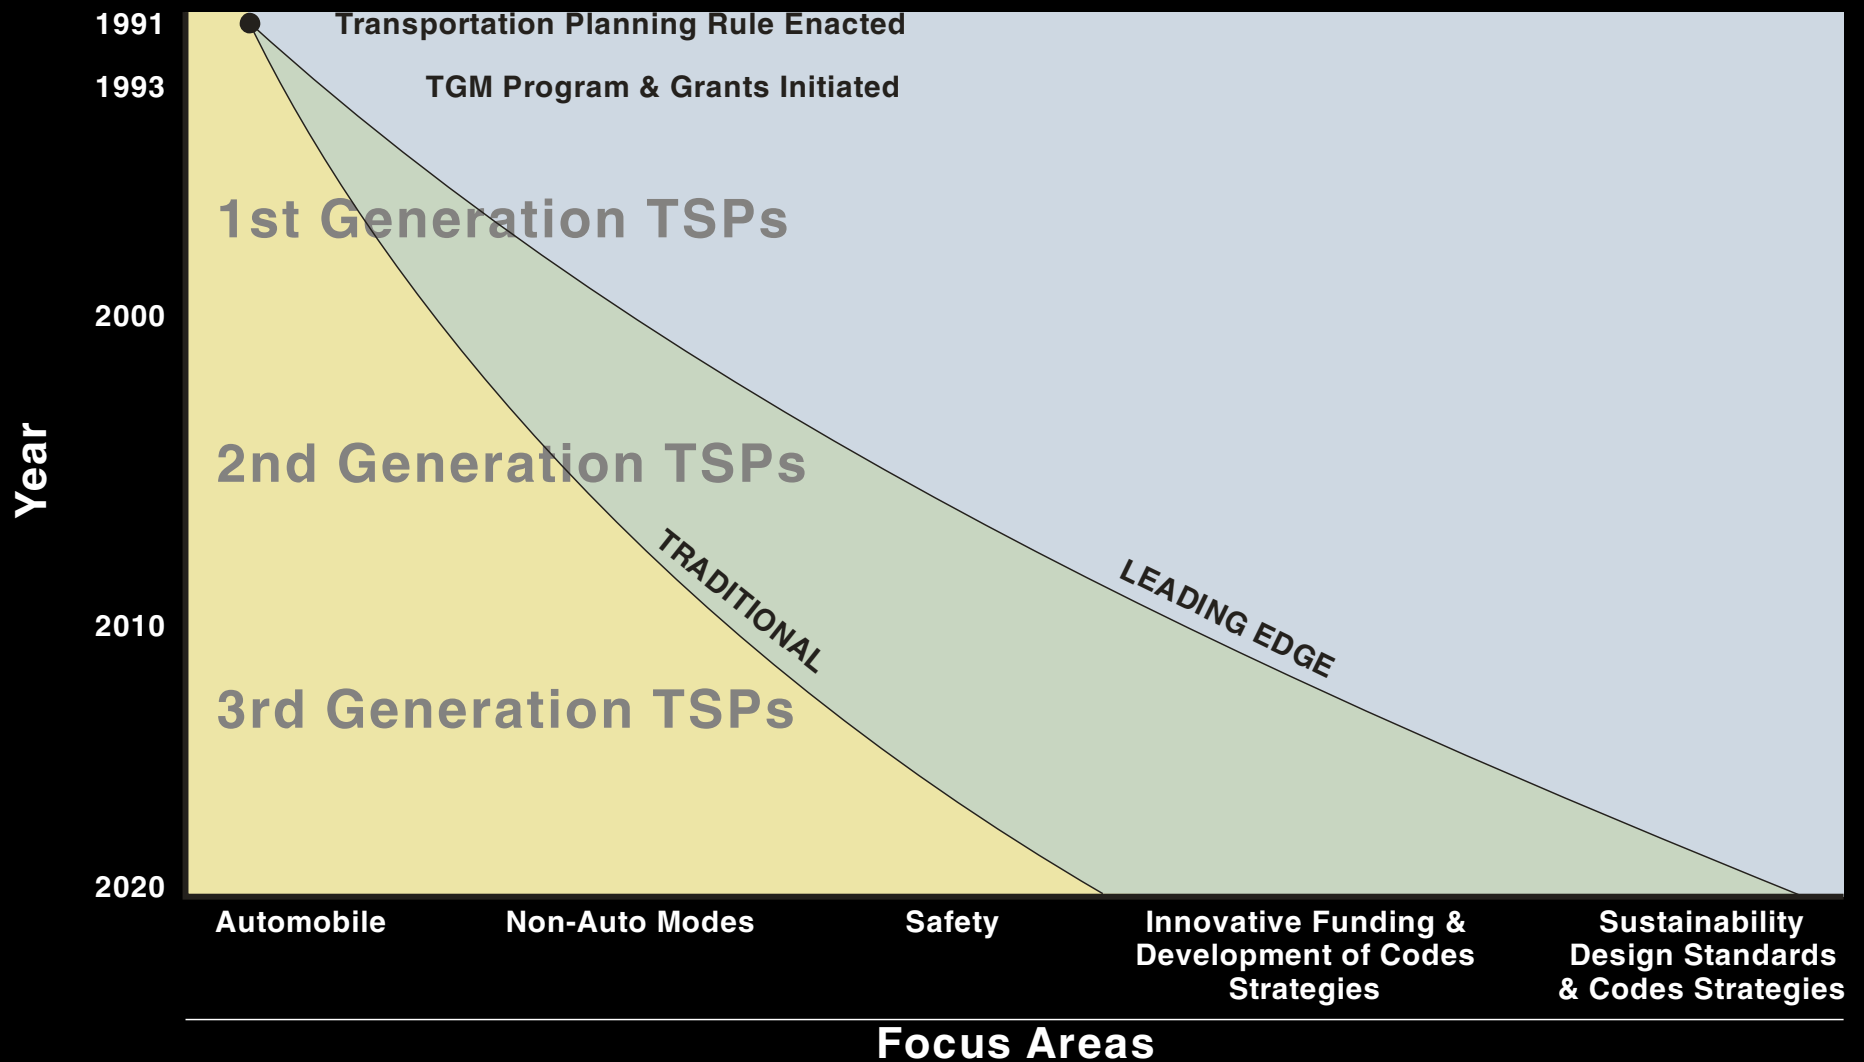 1991
Transportation Planning Rule Enacted
1993
TGM Program & Grants Initiated
1st Generation TSPs
2000
Year
2nd Generation TSPs
TRADITIONAL
LEADING EDGE
2010
3rd Generation TSPs
2020
Automobile
Non-Auto Modes
Safety
Innovative Funding &
Development of Codes
Strategies
Sustainability
Design Standards
& Codes Strategies
Focus Areas